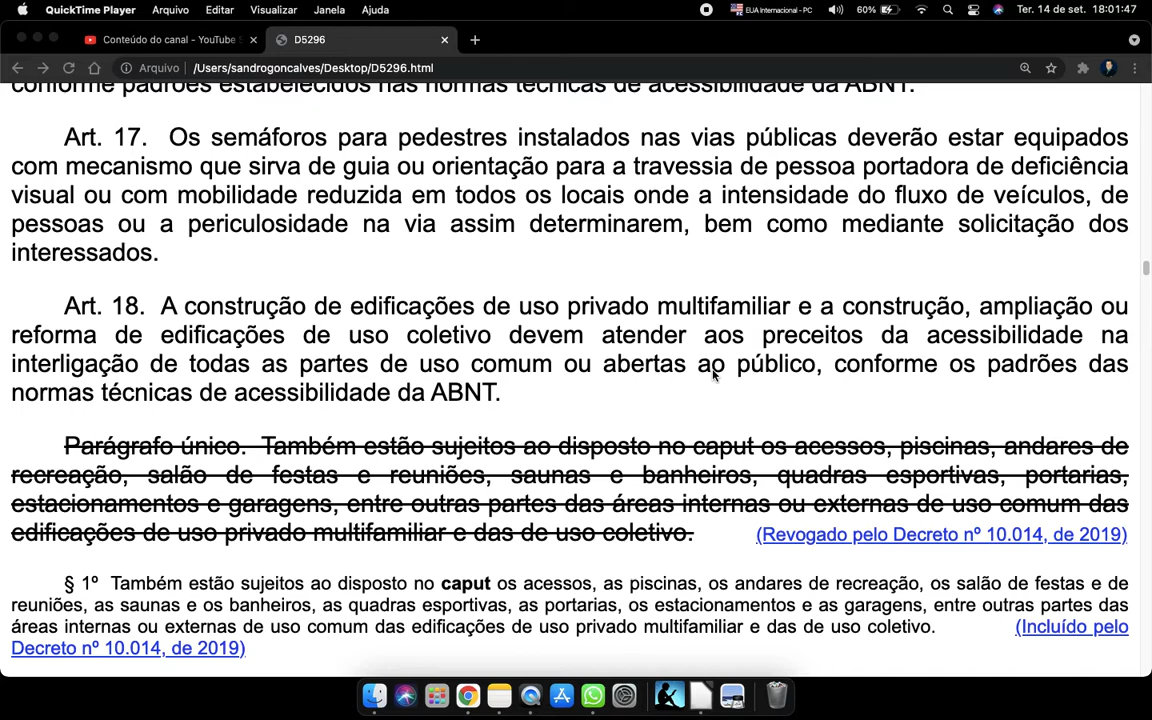 QuickTime Player Arquivo Editar Visualizar Janela Ajuda EUA Internacional - PC 60% Ter. 14 de set. 18:01:47
Conteúdo do canal - YouTube D5296
Arquivo /Users/sandrogoncalves/Desktop/D5296.html
conforme padrões estabelecidos nas normas técnicas de acessibilidade da ABNT.
Art. 17. Os semáforos para pedestres instalados nas vias públicas deverão estar equipados
com mecanismo que sirva de guia ou orientação para a travessia de pessoa portadora de deficiência
visual ou com mobilidade reduzida em todos os locais onde a intensidade do fluxo de veículos, de
pessoas ou a periculosidade na via assim determinarem, bem como mediante solicitação dos
interessados.
Art. 18. A construção de edificações de uso privado multifamiliar e a construção, ampliação ou
reforma de edificações de uso coletivo devem atender aos preceitos da acessibilidade na
interligação de todas as partes de uso comum ou abertas ao público, conforme os padrões das
normas técnicas de acessibilidade da ABNT.
Parágrafo único. Também estão sujeitos ao disposto no caput os acessos, piscinas, andares de
recreação, salão de festas e reuniões, saunas e banheiros, quadras esportivas, portarias,
estacionamentos e garagens, entre outras partes das áreas internas ou externas de uso comum das
edificações de uso privado multifamiliar e das de uso coletivo. (Revogado pelo Decreto nº 10.014, de 2019)
§ 1º Também estão sujeitos ao disposto no caput os acessos, as piscinas, os andares de recreação, os salão de festas e de
reuniões, as saunas e os banheiros, as quadras esportivas, as portarias, os estacionamentos e as garagens, entre outras partes das
áreas internas ou externas de uso comum das edificações de uso privado multifamiliar e das de uso coletivo. (Incluído pelo
Decreto nº 10.014, de 2019)